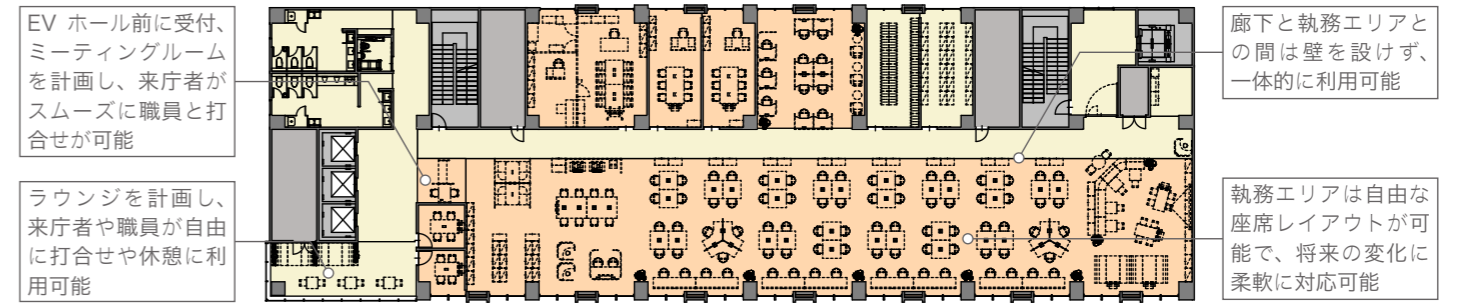 EV ホール前に受付、
ミーティングルーム
を計画し、来庁者が
スムーズに職員と打
合せが可能
ラウンジを計画し、
来庁者や職員が自由
に打合せや休憩に利
用可能
廊下と執務エリアと
の間は壁を設けず、
一体的に利用可能
執務エリアは自由な
座席レイアウトが可
能で、将来の変化に
柔軟に対応可能